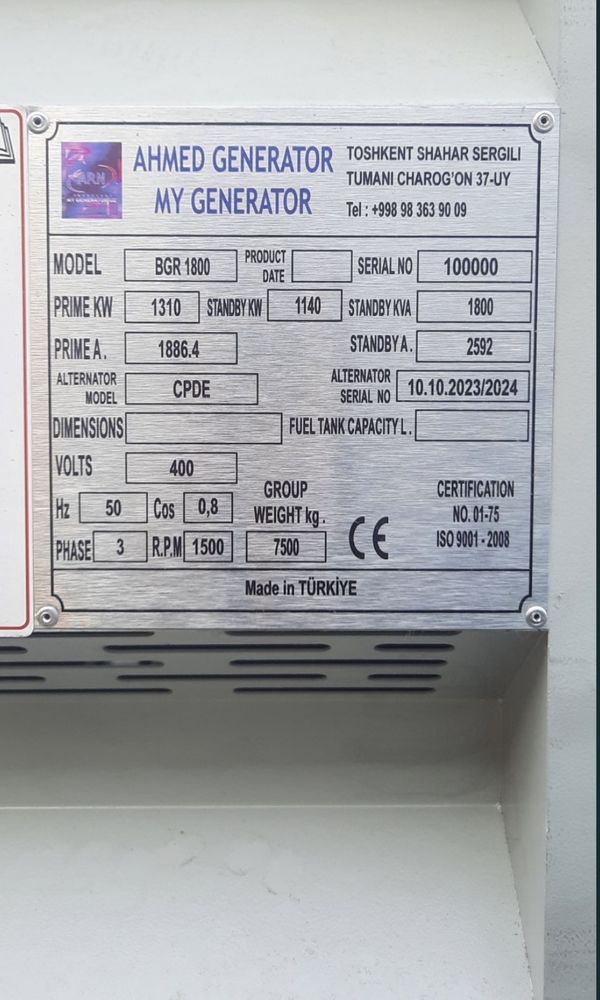 ARN
MY GENERATOR
AHMED GENERATOR
MY GENERATOR
TOSHKENT SHAHAR SERGILI
TUMANI CHAROG'ON 37-UY
Tel : +998 98 363 90 09
MODEL BGR 1800 PRODUCT DATE SERIAL NO 100000
PRIME KW 1310 STANDBY KW 1140 STANDBY KVA 1800
PRIME A. 1886.4 STANDBY A. 2592
ALTERNATOR MODEL CPDE ALTERNATOR SERIAL NO 10.10.2023/2024
DIMENSIONS FUEL TANK CAPACITY L.
VOLTS 400
Hz 50 Cos 0,8
PHASE 3 R.P.M 1500
GROUP
WEIGHT kg.
7500
CE
CERTIFICATION
NO. 01-75
ISO 9001 - 2008
Made in TÜRKİYE